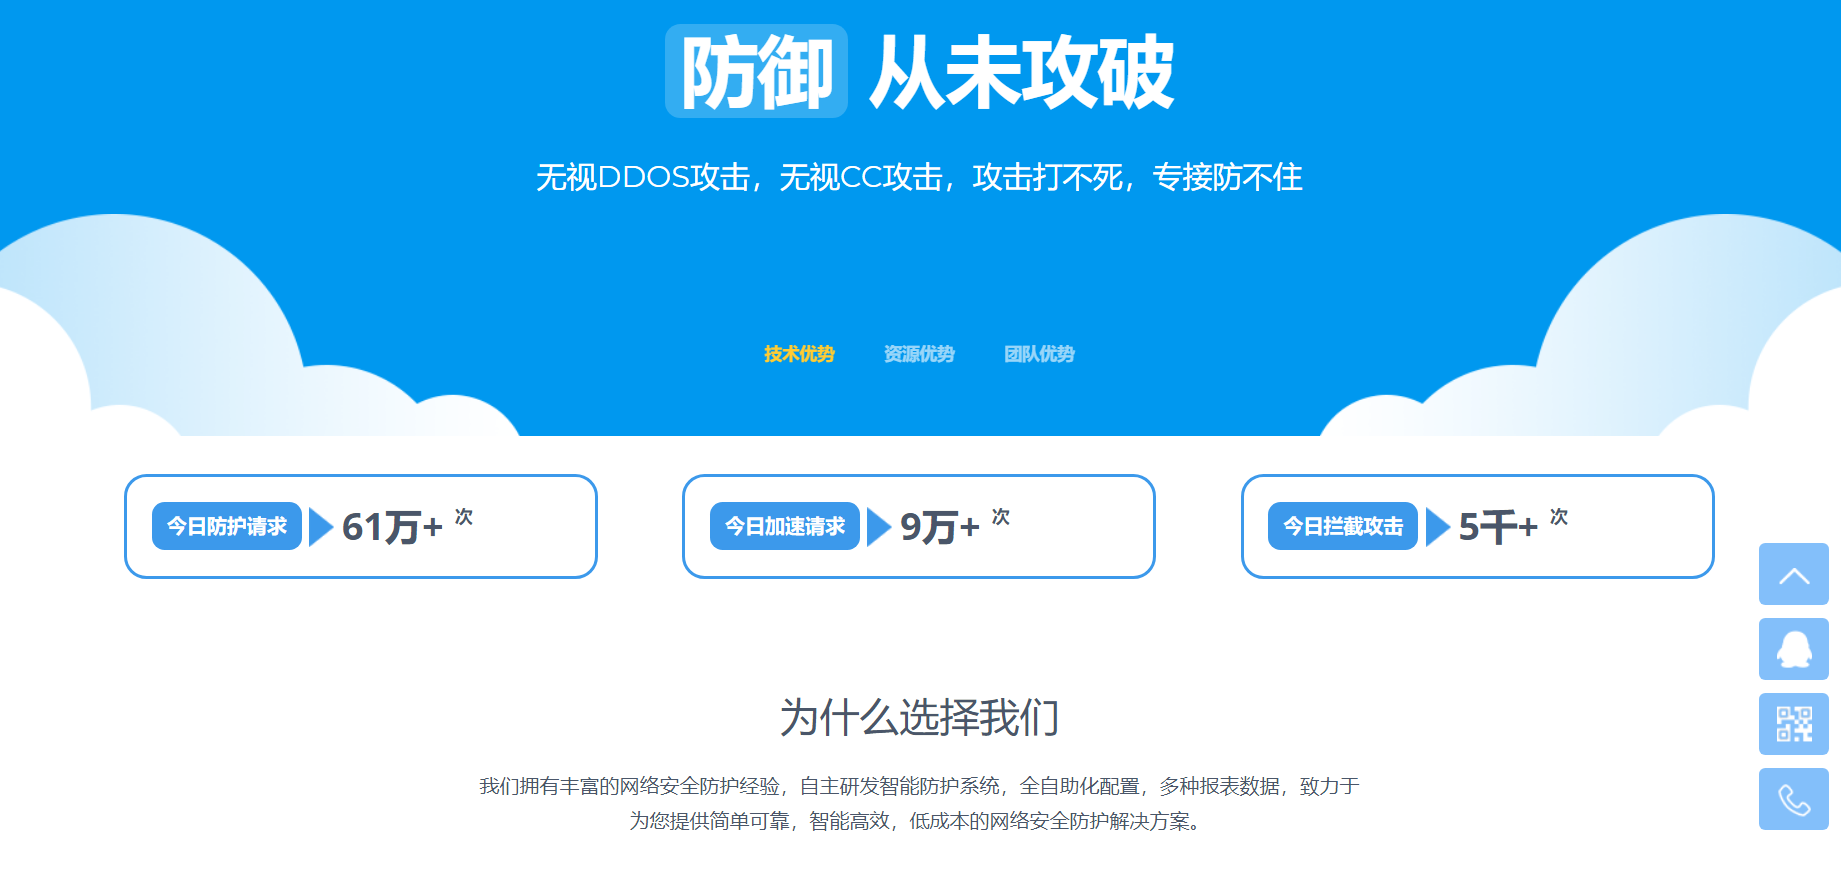 防御 从未攻破
无视DDOS攻击，无视CC攻击，攻击打不死，专接防不住
技术优势 资源优势 团队优势
今日防护请求 61万+ 次
今日加速请求 9万+ 次
今日拦截攻击 5千+ 次
为什么选择我们
我们拥有丰富的网络安全防护经验，自主研发智能防护系统，全自助化配置，多种报表数据，致力于
为您提供简单可靠，智能高效，低成本的网络安全防护解决方案。